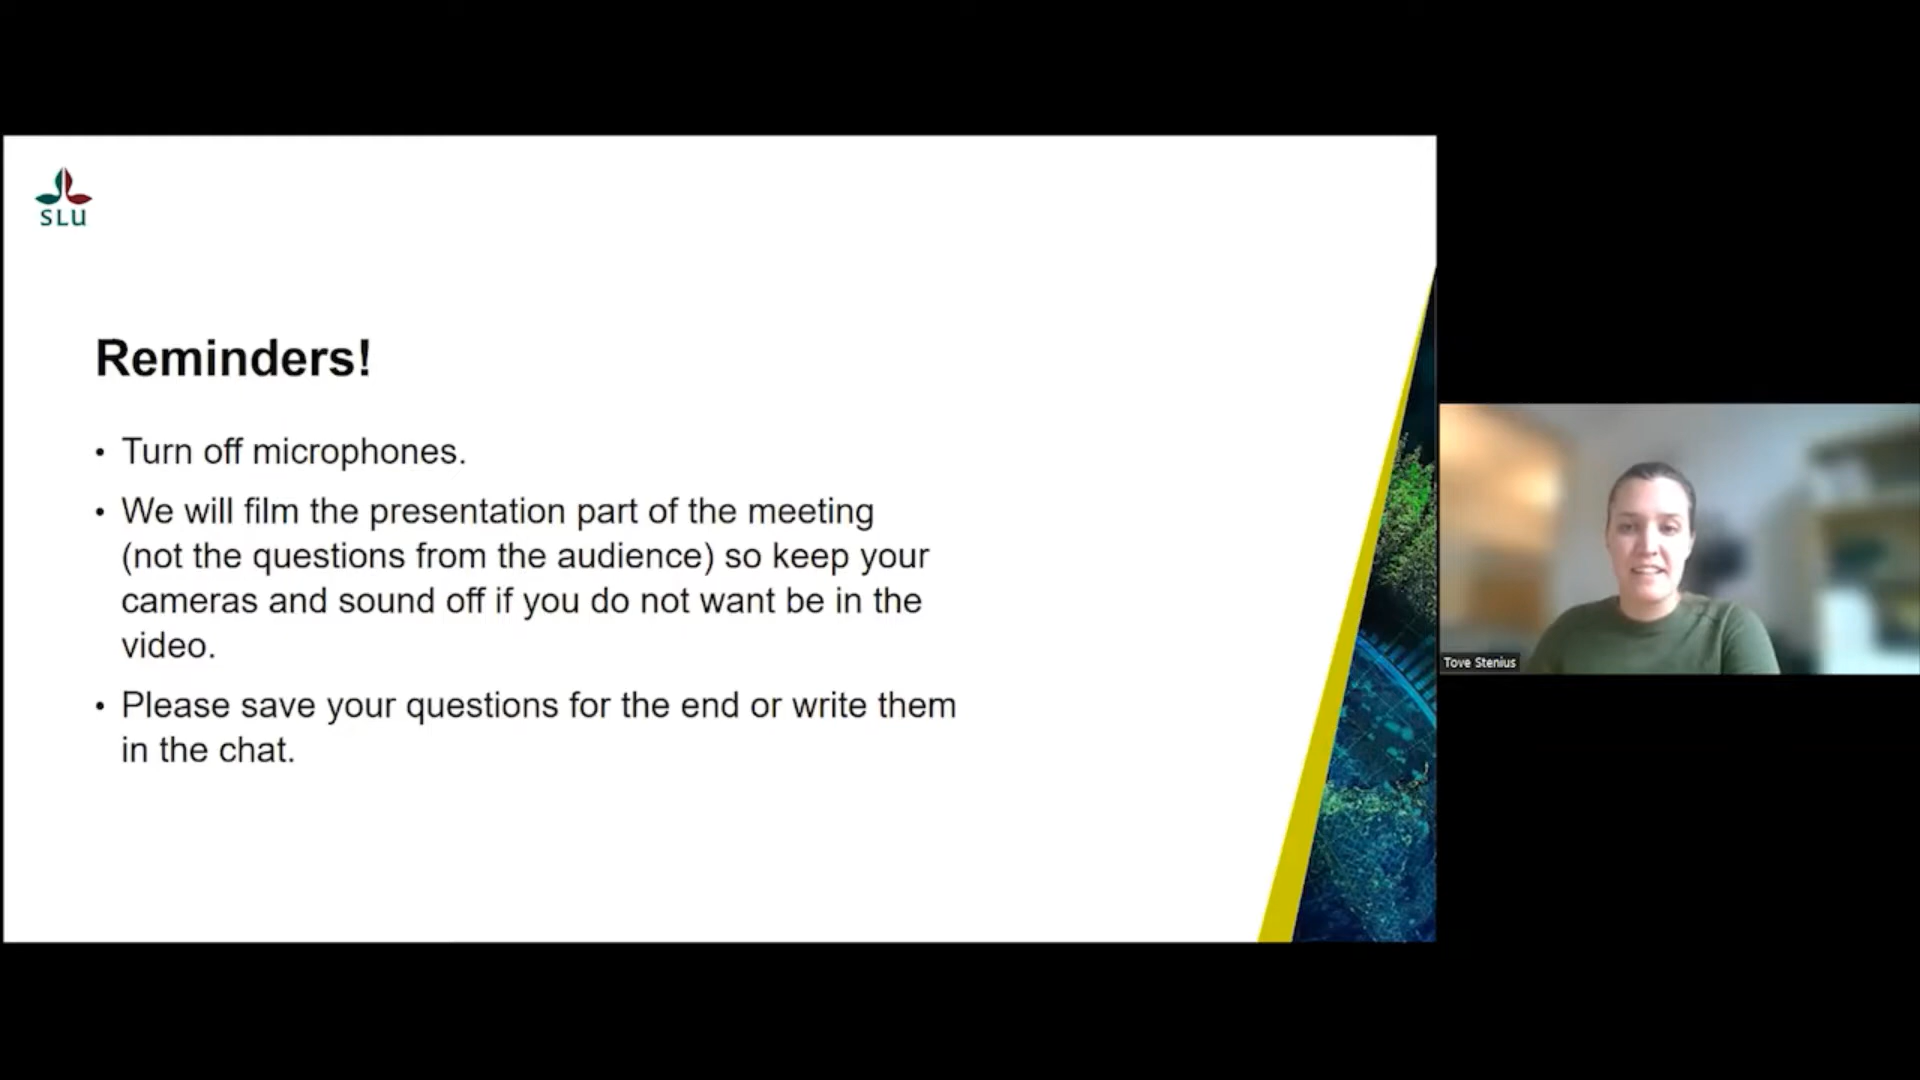 SLU
Reminders!
• Turn off microphones.
• We will film the presentation part of the meeting
(not the questions from the audience) so keep your
cameras and sound off if you do not want be in the
video.
• Please save your questions for the end or write them
in the chat.
Tove Stenius